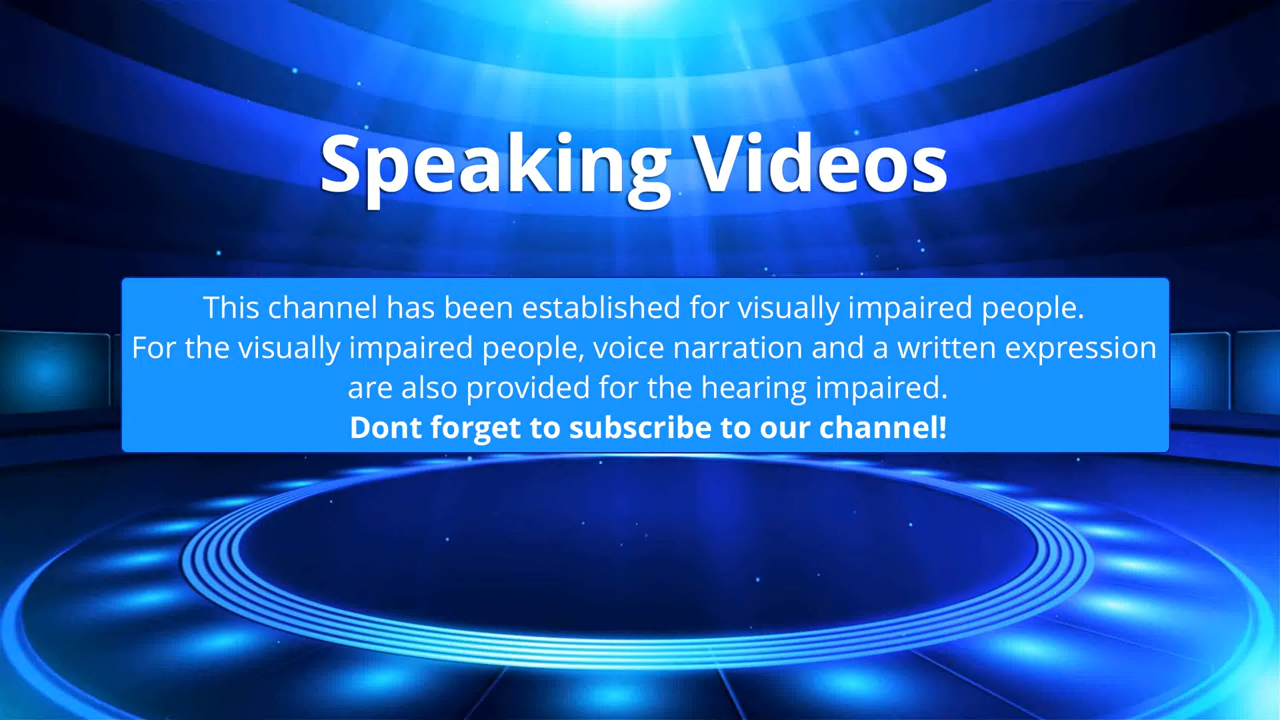 Speaking Videos
This channel has been established for visually impaired people.
For the visually impaired people, voice narration and a written expression
are also provided for the hearing impaired.
Dont forget to subscribe to our channel!